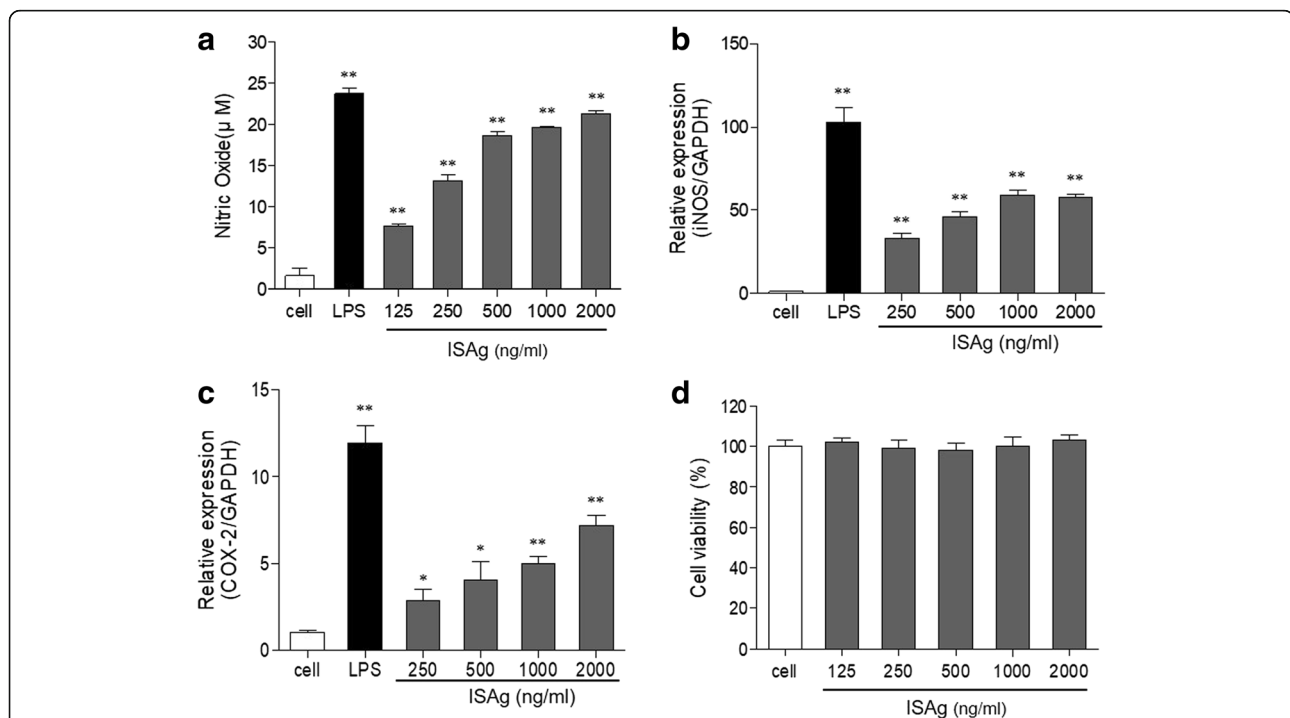 a
Nitric Oxide(μ M)
30
25
20
15
10
5
0
** ** ** ** ** **
cell LPS 125 250 500 1000 2000
ISAg (ng/ml)
b
Relative expression
(iNOS/GAPDH)
150
100
50
0
** ** ** ** **
cell LPS 250 500 1000 2000
ISAg (ng/ml)
c
Relative expression
(COX-2/GAPDH)
15
10
5
0
** * * ** **
cell LPS 250 500 1000 2000
ISAg (ng/ml)
d
Cell viability (%)
120
100
80
60
40
20
0
cell 125 250 500 1000 2000
ISAg (ng/ml)